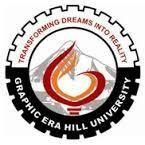 TRANSFORMING DREAMS INTO REALITY
GRAPHIC ERA HILL UNIVERSITY